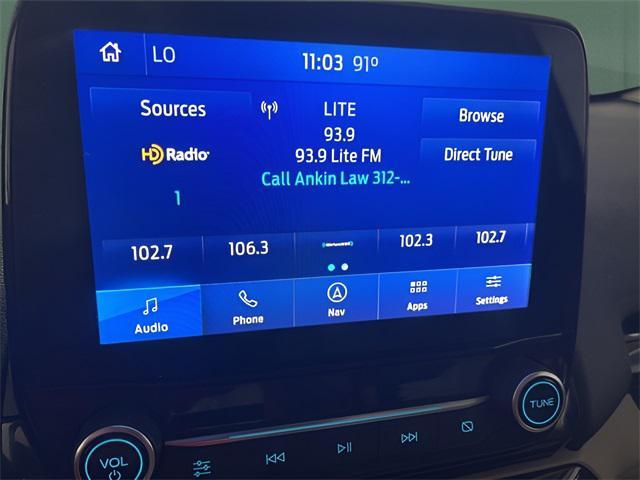 LO 11:03 91°
Sources LITE Browse
93.9
HD Radio 93.9 Lite FM Direct Tune
Call Ankin Law 312-...
1
102.7 106.3 102.3 102.7
Audio Phone Nav Apps Settings
VOL TUNE